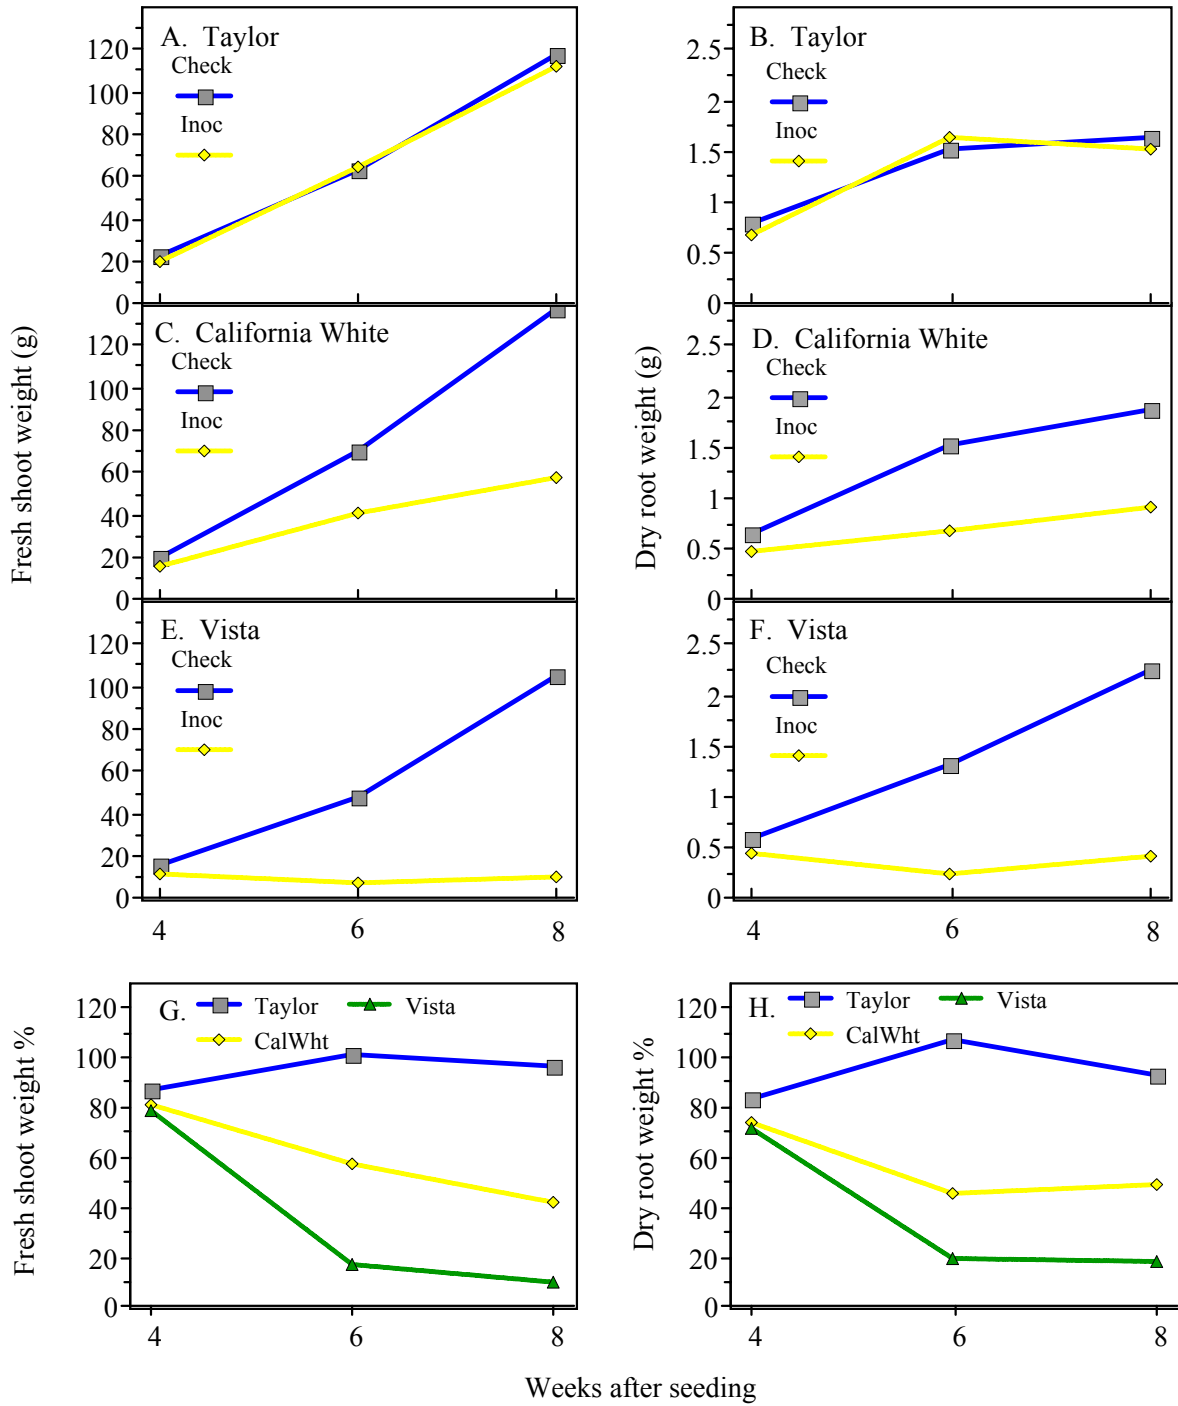 A. Taylor
Check
Inoc
120
100
80
60
40
20
0
B. Taylor
Check
Inoc
2.5
2
1.5
1
0.5
0
C. California White
Check
Inoc
120
100
80
60
40
20
0
D. California White
Check
Inoc
2.5
2
1.5
1
0.5
0
Fresh shoot weight (g)
Dry root weight (g)
E. Vista
Check
Inoc
120
100
80
60
40
20
0
4 6 8
F. Vista
Check
Inoc
2.5
2
1.5
1
0.5
0
4 6 8
G. Taylor Vista
CalWht
120
100
80
60
40
20
0
4 6 8
Fresh shoot weight %
H. Taylor Vista
CalWht
120
100
80
60
40
20
0
4 6 8
Dry root weight %
Weeks after seeding